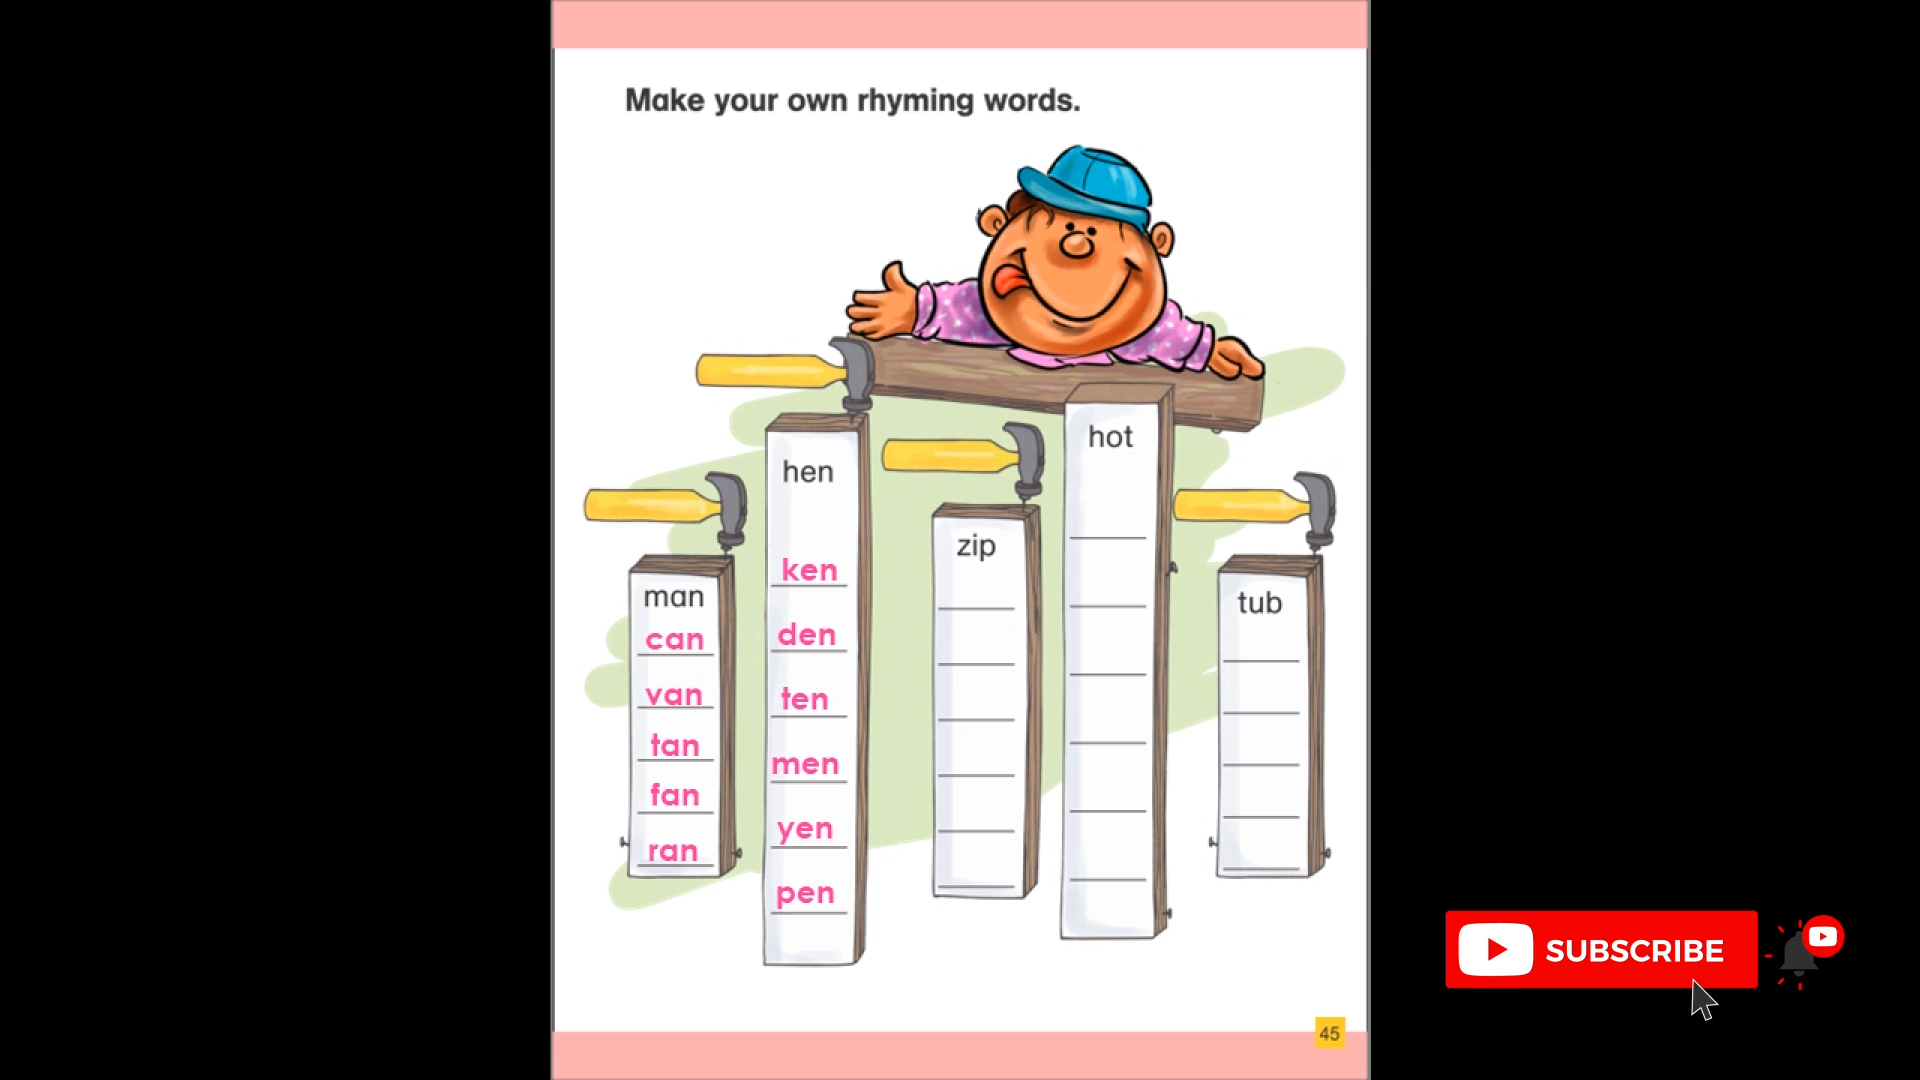 Make your own rhyming words.
man
can
van
tan
fan
ran
hen
ken
den
ten
men
yen
pen
zip
hot
tub
45
SUBSCRIBE